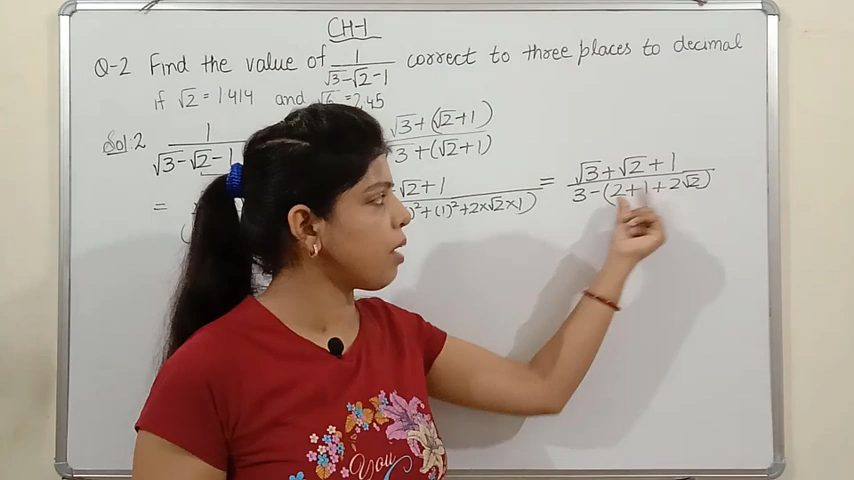 CH-1
Q-2 Find the value of 1/(√3-√2-1) correct to three places to decimal
if √2 = 1.414 and √6 = 2.45
Sol:2 1/(√3-√2-1) √3+(√2+1)/√3+(√2+1)
= √2+1/)²+(1)²+2×√2×1) = √3+√2+1/3-(2+1+2√2)
You